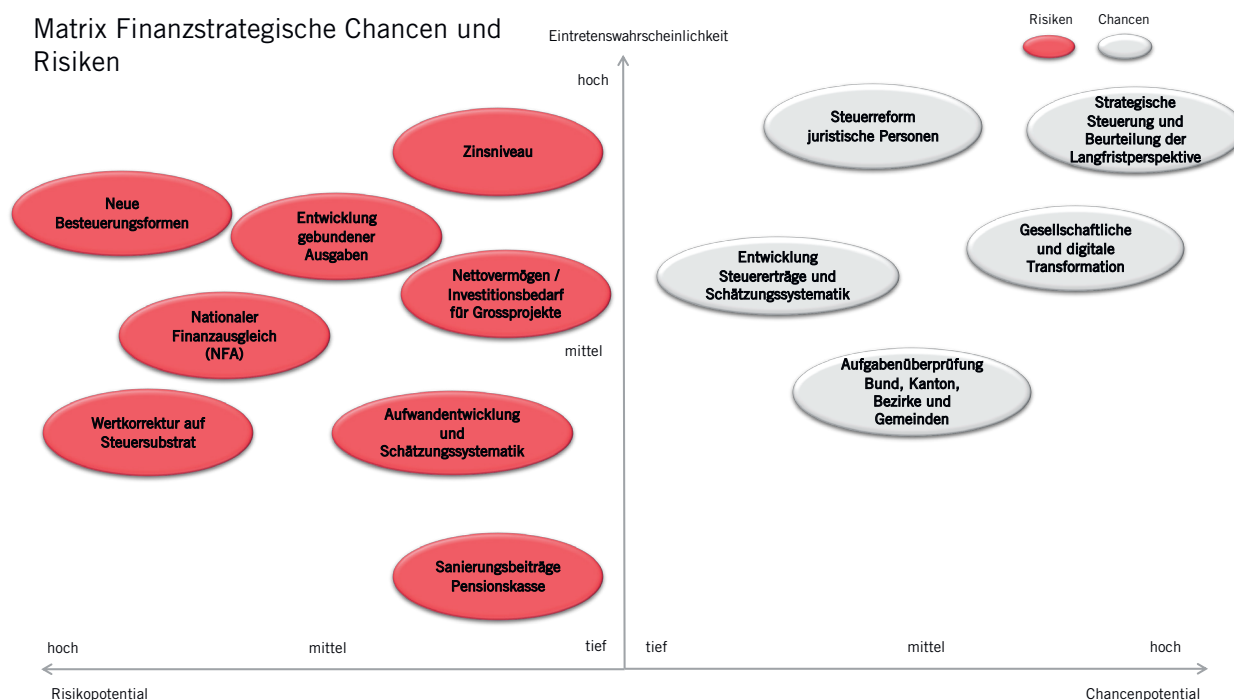 Matrix Finanzstrategische Chancen und
Risiken
Eintretenswahrscheinlichkeit
Risiken
Chancen
hoch
Zinsniveau
Neue
Besteuerungsformen
Entwicklung
gebundener
Ausgaben
Nettovermögen /
Investitionsbedarf
für Grossprojekte
Nationaler
Finanzausgleich
(NFA)
mittel
Wertkorrektur auf
Steuersubstrat
Aufwandentwicklung
und
Schätzungssystematik
Sanierungsbeiträge
Pensionskasse
Steuerreform
juristische Personen
Strategische
Steuerung und
Beurteilung der
Langfristperspektive
Gesellschaftliche
und digitale
Transformation
Entwicklung
Steuererträge und
Schätzungssystematik
Aufgabenüberprüfung
Bund, Kanton,
Bezirke und
Gemeinden
hoch
mittel
tief
tief
mittel
hoch
Risikopotential
Chancenpotential